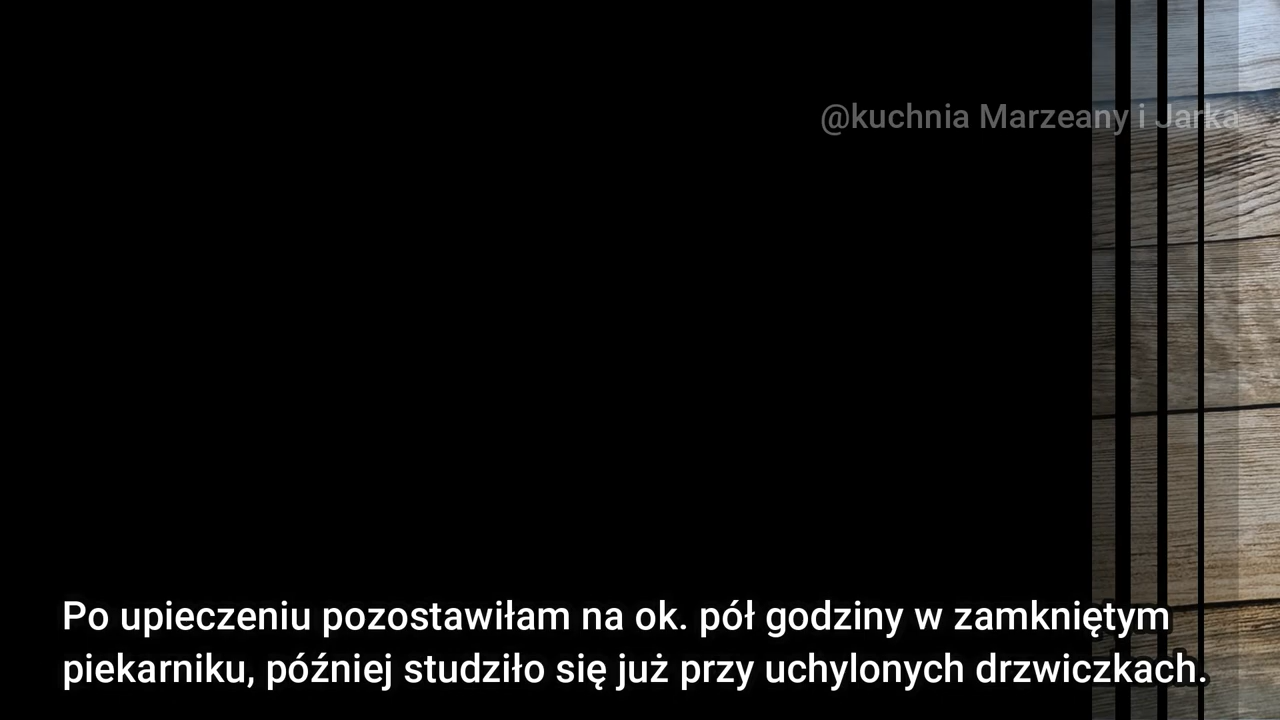 @kuchnia Marzeany i Jarka
Po upieczeniu pozostawiłam na ok. pół godziny w zamkniętym
piekarniku, później studziło się już przy uchylonych drzwiczkach.